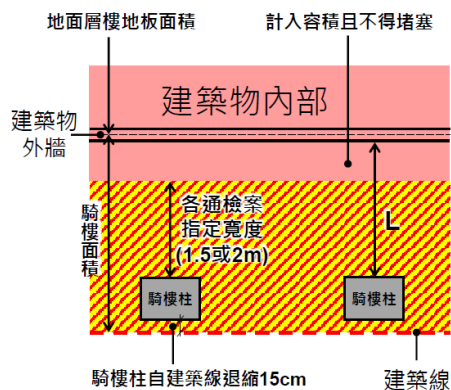 地面層樓地板面積
計入容積且不得堵塞
建築物內部
建築物
外牆
騎樓面積
各通檢案
指定寬度
(1.5或2m)
L
騎樓柱
騎樓柱
騎樓柱自建築線退縮15cm
建築線